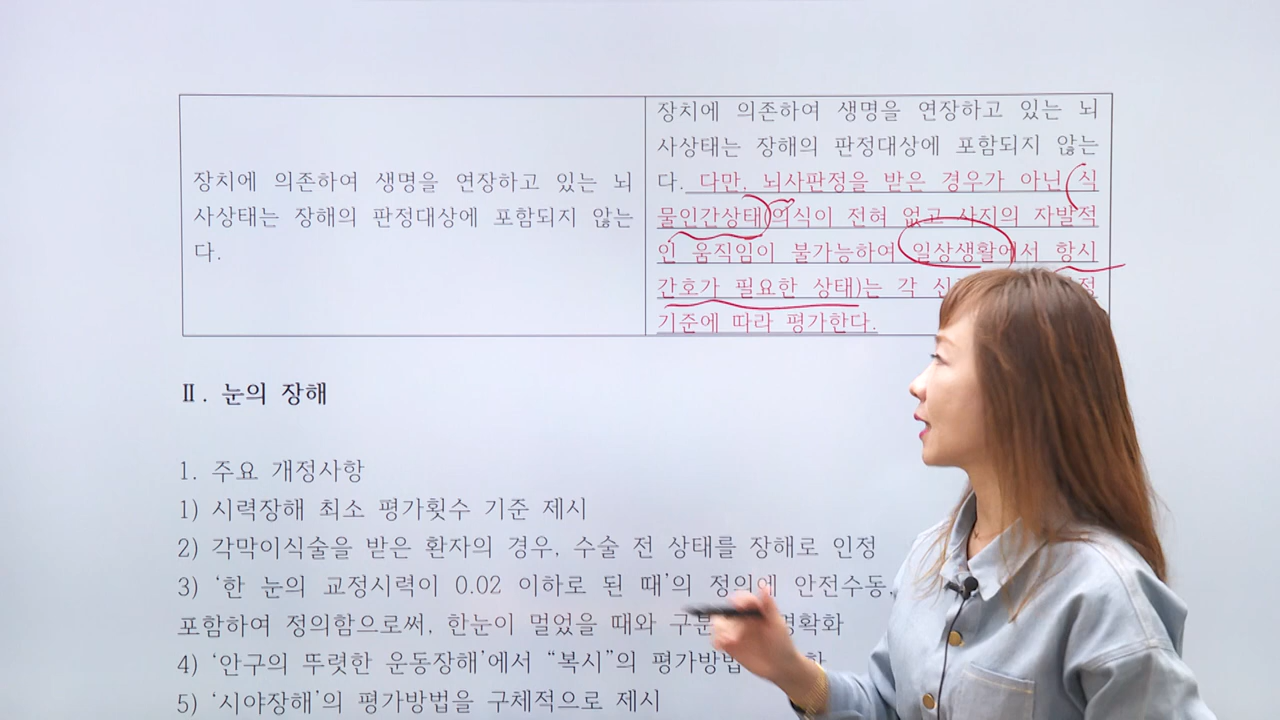 장치에 의존하여 생명을 연장하고 있는 뇌
사상태는 장해의 판정대상에 포함되지 않는
다.
장치에 의존하여 생명을 연장하고 있는 뇌
사상태는 장해의 판정대상에 포함되지 않는
다. 다만, 뇌사판정을 받은 경우가 아닌 식
물인간상태(의식이 전혀 없고 사지의 자발적
인 움직임이 불가능하여 일상생활에서 항시
간호가 필요한 상태)는 각
기준에 따라 평가한다.
Ⅱ. 눈의 장해
1. 주요 개정사항
1) 시력장해 최소 평가횟수 기준 제시
2) 각막이식술을 받은 환자의 경우, 수술 전 상태를 장해로 인정
3) ‘한 눈의 교정시력이 0.02 이하로 된 때’의 정의에 안전수동,
포함하여 정의함으로써, 한눈이 멀었을 때와
4) ‘안구의 뚜렷한 운동장해’에서 “복시”의 평가방법
5) ‘시야장해’의 평가방법을 구체적으로 제시